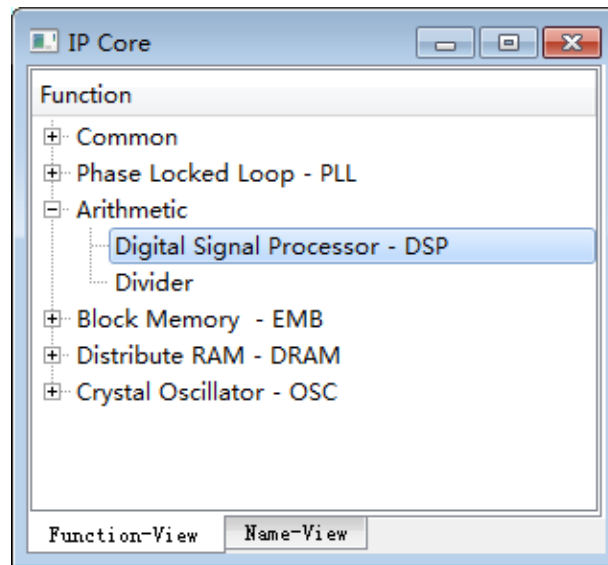 IP Core
Function
Common
Phase Locked Loop - PLL
Arithmetic
Digital Signal Processor - DSP
Divider
Block Memory - EMB
Distribute RAM - DRAM
Crystal Oscillator - OSC
Function-View Name-View